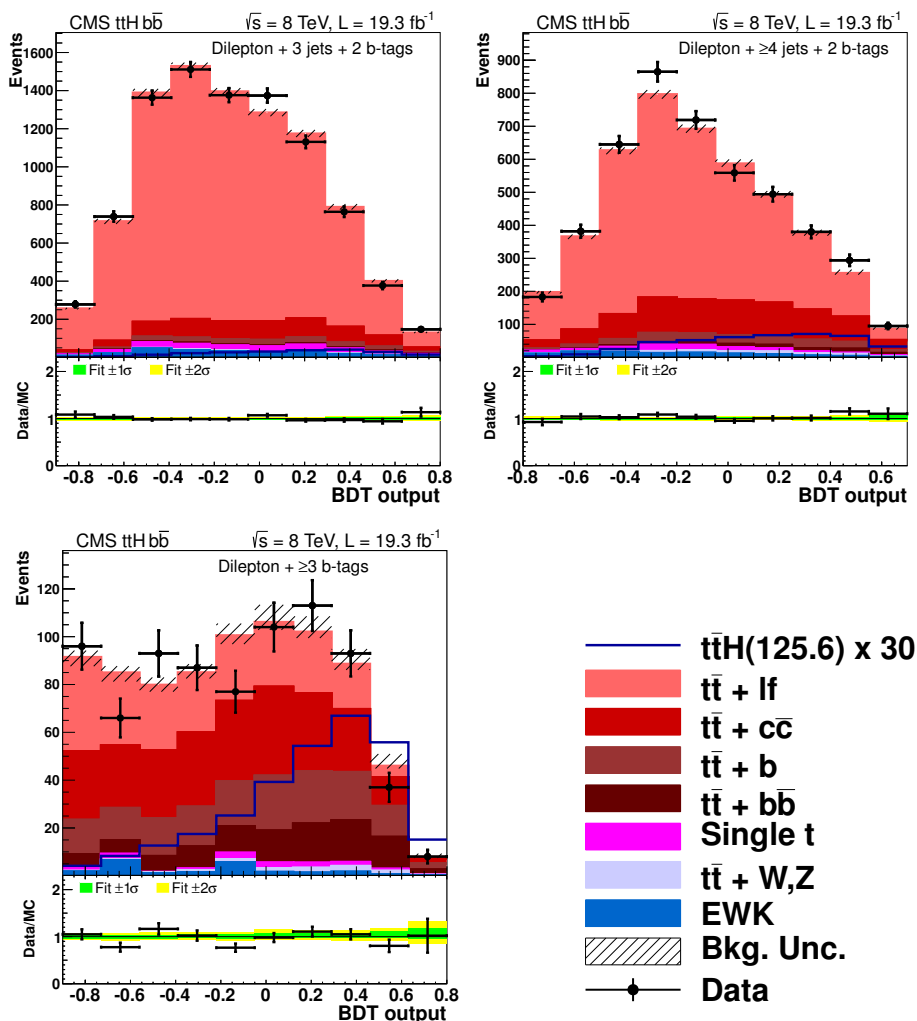 CMS ttH bb̅ √s = 8 TeV, L = 19.3 fb⁻¹
Dilepton + 3 jets + 2 b-tags
Events
1600
1400
1200
1000
800
600
400
200
Fit ±1σ Fit ±2σ
Data/MC
2
1
0
-0.8 -0.6 -0.4 -0.2 0 0.2 0.4 0.6 0.8
BDT output
CMS ttH bb̅ √s = 8 TeV, L = 19.3 fb⁻¹
Dilepton + ≥4 jets + 2 b-tags
Events
900
800
700
600
500
400
300
200
100
Fit ±1σ Fit ±2σ
Data/MC
2
1
0
-0.8 -0.6 -0.4 -0.2 0 0.2 0.4 0.6
BDT output
CMS ttH bb̅ √s = 8 TeV, L = 19.3 fb⁻¹
Dilepton + ≥3 b-tags
Events
120
100
80
60
40
20
Fit ±1σ Fit ±2σ
Data/MC
2
1
0
-0.8 -0.6 -0.4 -0.2 0 0.2 0.4 0.6 0.8
BDT output
tt̅H(125.6) x 30
tt̅ + lf
tt̅ + cc̅
tt̅ + b
tt̅ + bb̅
Single t
tt̅ + W,Z
EWK
Bkg. Unc.
Data